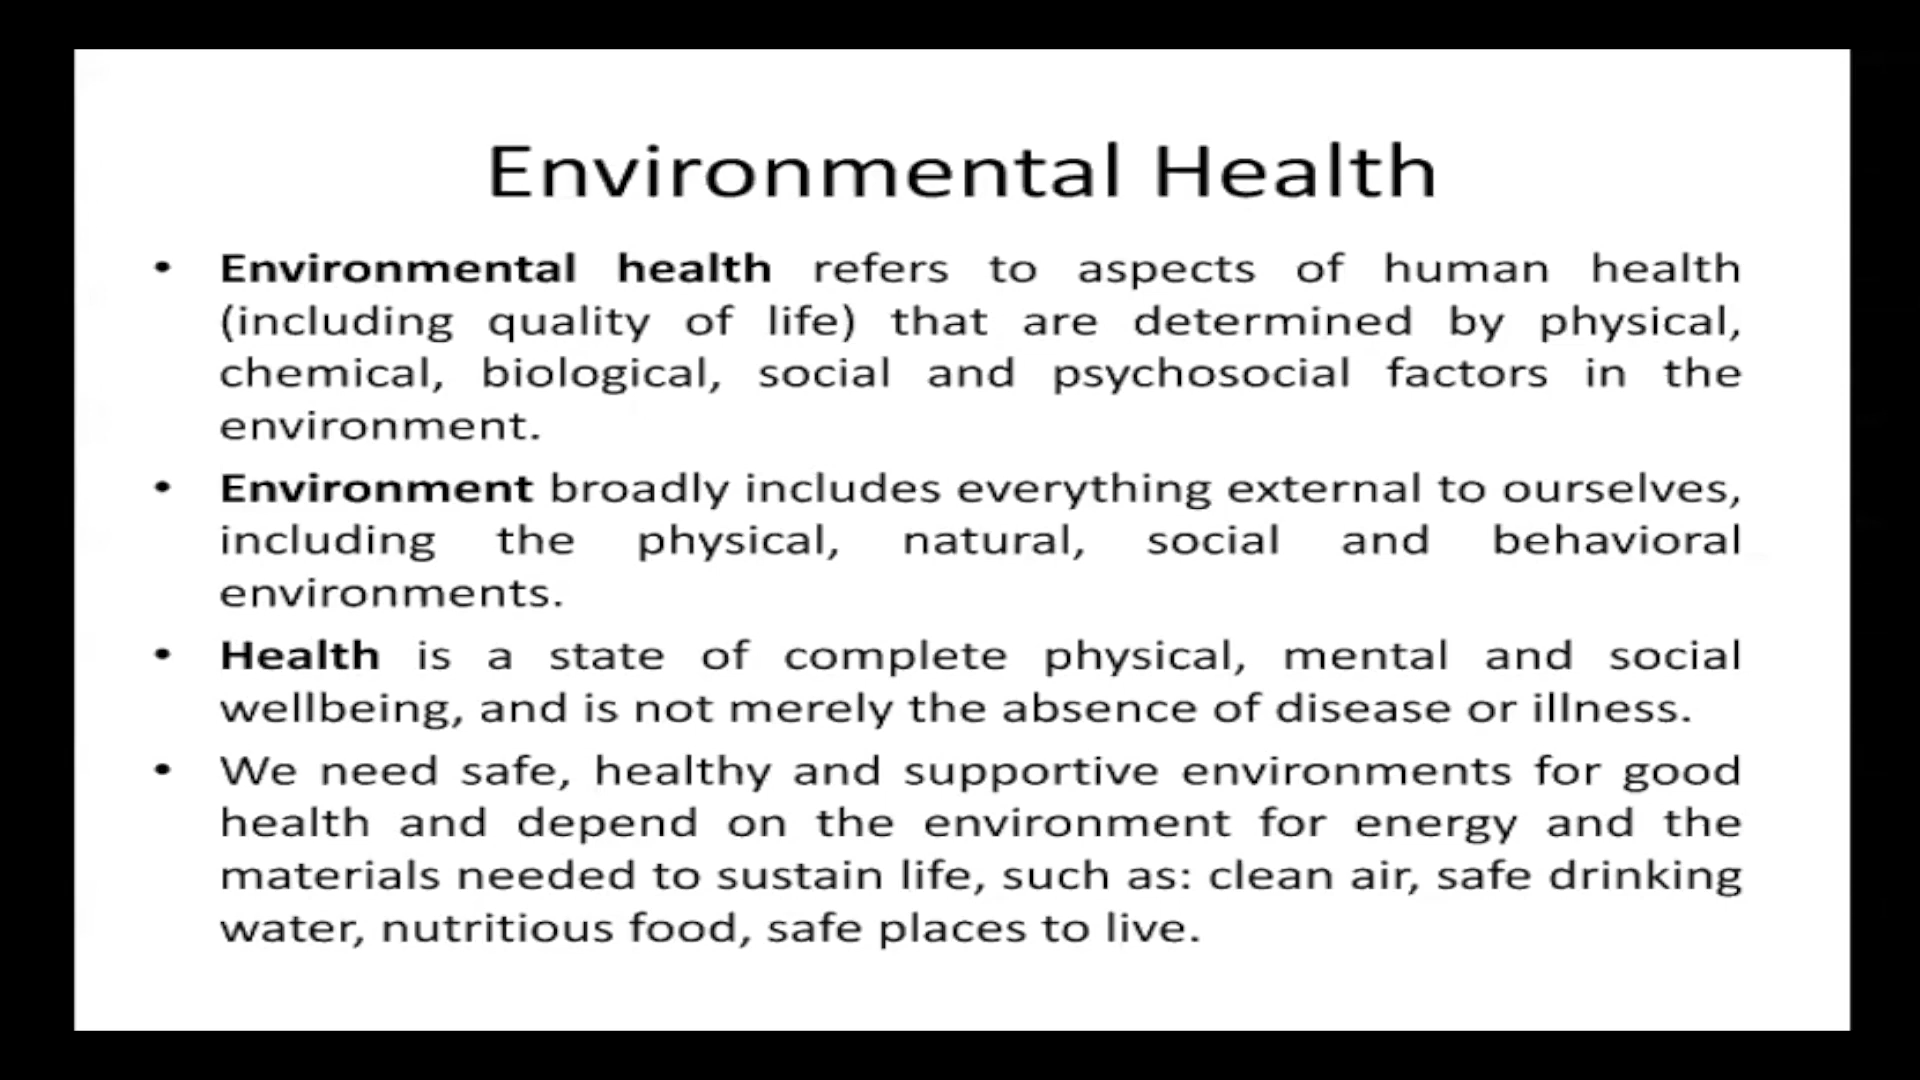 Environmental Health
• Environmental health refers to aspects of human health
(including quality of life) that are determined by physical,
chemical, biological, social and psychosocial factors in the
environment.
• Environment broadly includes everything external to ourselves,
including the physical, natural, social and behavioral
environments.
• Health is a state of complete physical, mental and social
wellbeing, and is not merely the absence of disease or illness.
• We need safe, healthy and supportive environments for good
health and depend on the environment for energy and the
materials needed to sustain life, such as: clean air, safe drinking
water, nutritious food, safe places to live.